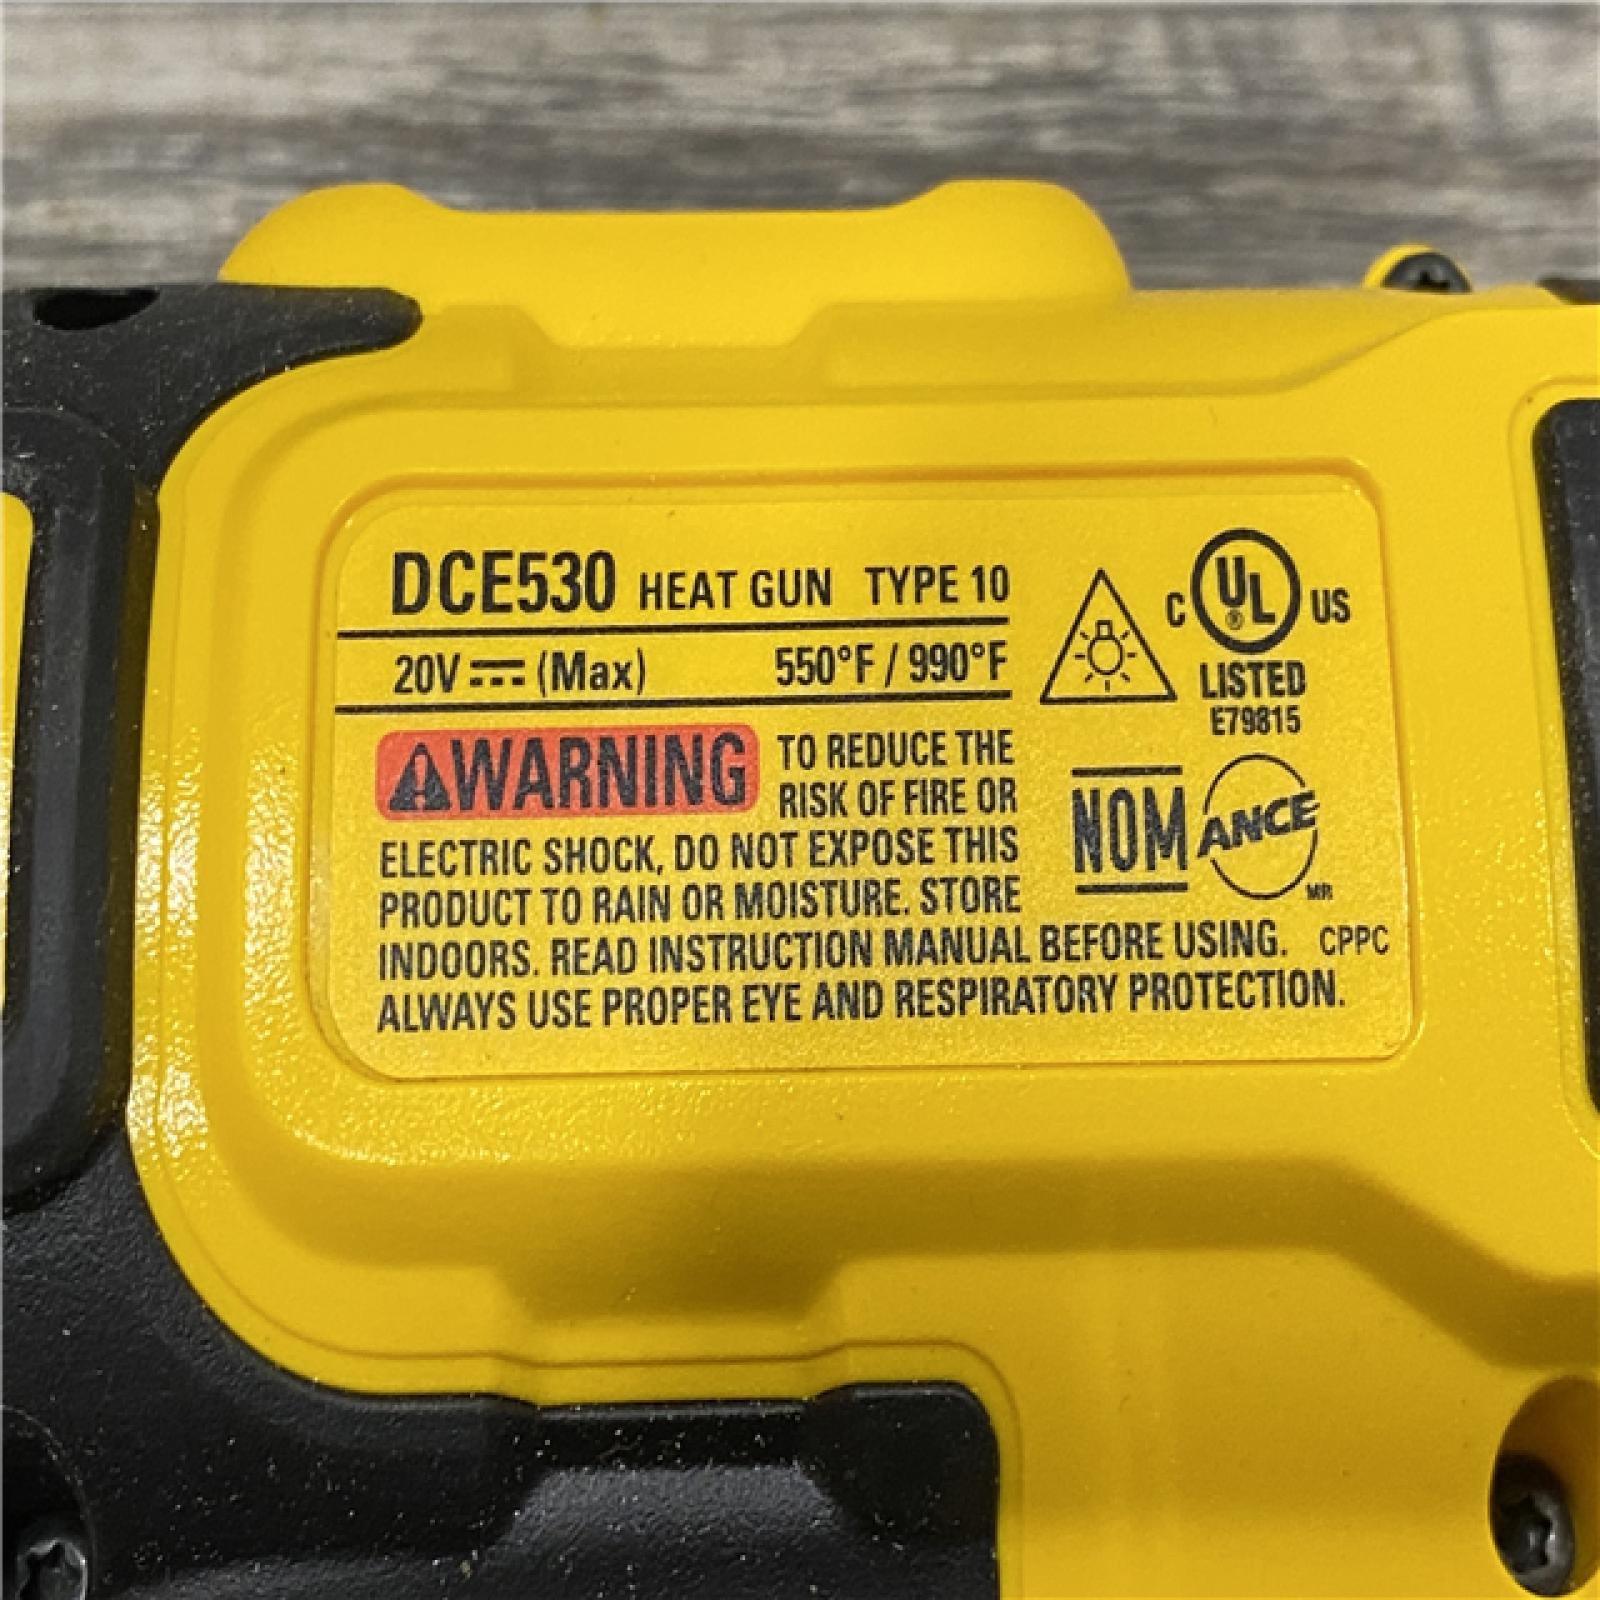 DCE530 HEAT GUN TYPE 10
20V ⎓ (Max) 550°F / 990°F
C UL ® US
LISTED
E79815
WARNING TO REDUCE THE
RISK OF FIRE OR
ELECTRIC SHOCK, DO NOT EXPOSE THIS
PRODUCT TO RAIN OR MOISTURE. STORE
INDOORS. READ INSTRUCTION MANUAL BEFORE USING. CPPC
ALWAYS USE PROPER EYE AND RESPIRATORY PROTECTION.
NOM ANCE
MR